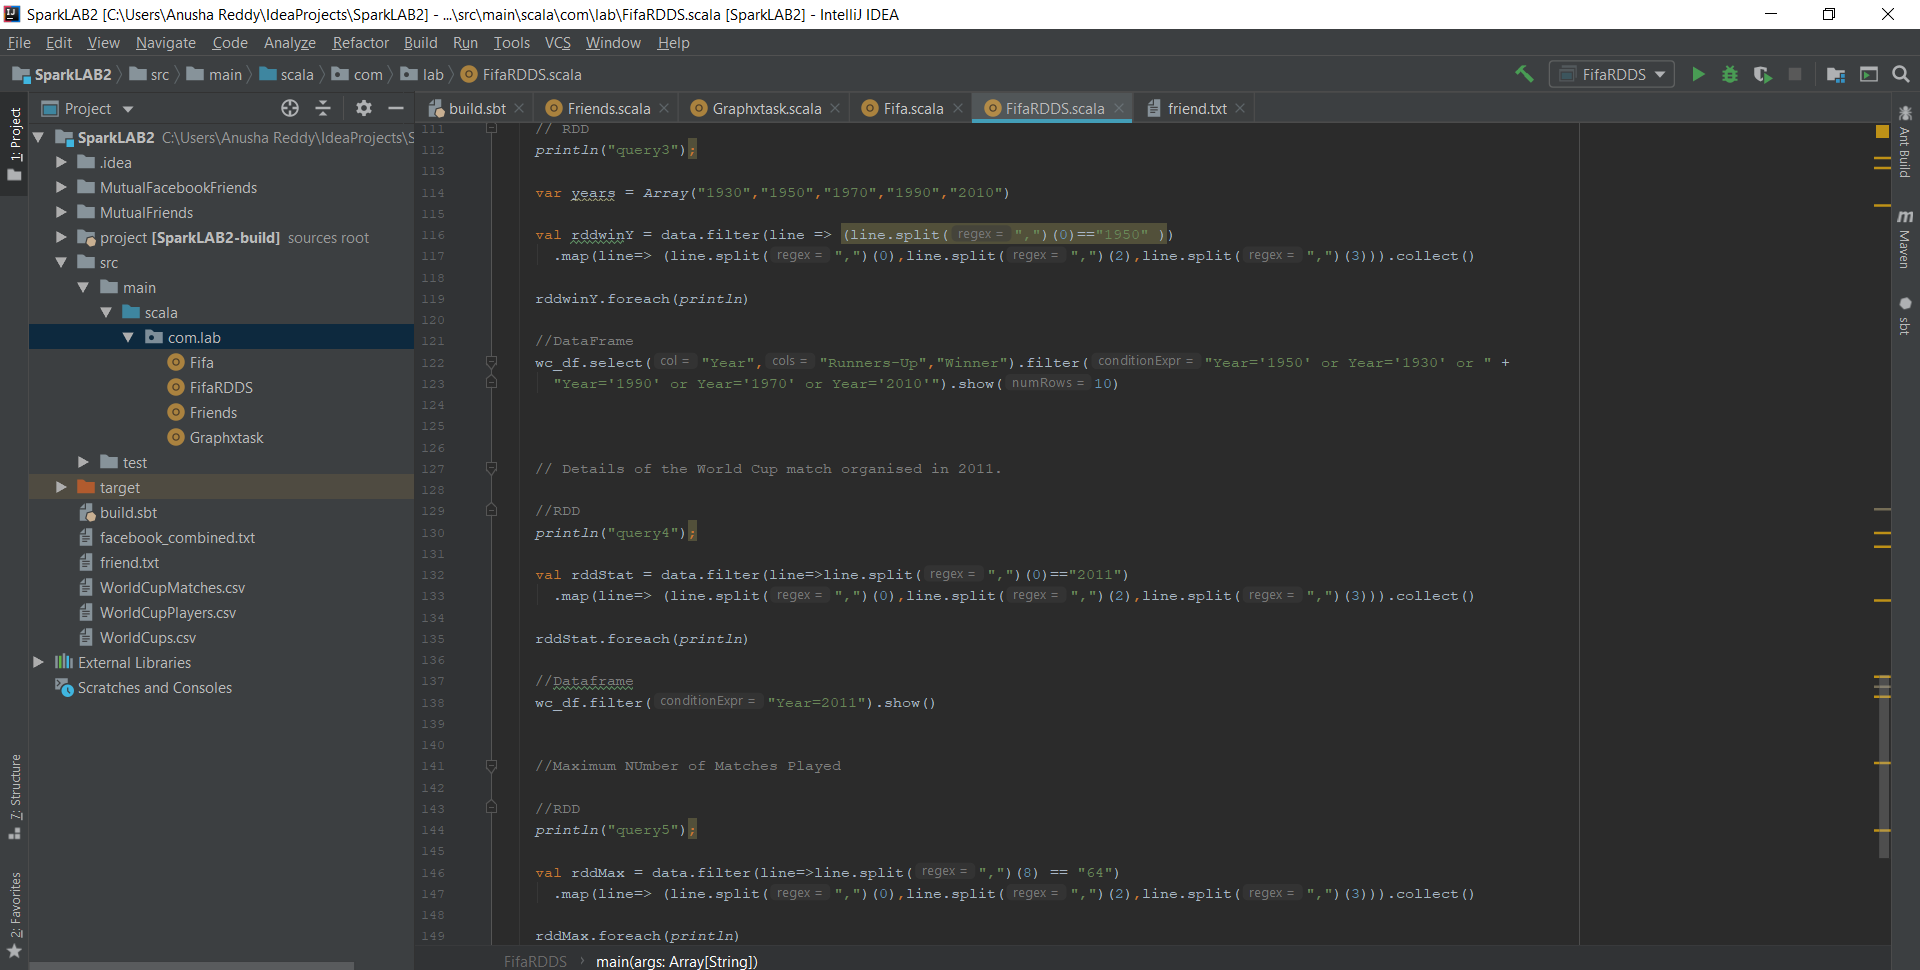 SparkLAB2 [C:\Users\Anusha Reddy\IdeaProjects\SparkLAB2] - ...\src\main\scala\com\lab\FifaRDDS.scala [SparkLAB2] - IntelliJ IDEA
File Edit View Navigate Code Analyze Refactor Build Run Tools VCS Window Help
SparkLAB2 src main scala com lab FifaRDDS.scala FifaRDDS
Project
build.sbt Friends.scala Graphxtask.scala Fifa.scala FifaRDDS.scala friend.txt
1: Project
7: Structure
2: Favorites
SparkLAB2 C:\Users\Anusha Reddy\IdeaProjects\S
.idea
MutualFacebookFriends
MutualFriends
project [SparkLAB2-build] sources root
src
main
scala
com.lab
Fifa
FifaRDDS
Friends
Graphxtask
test
target
build.sbt
facebook_combined.txt
friend.txt
WorldCupMatches.csv
WorldCupPlayers.csv
WorldCups.csv
External Libraries
Scratches and Consoles
111 // RDD
112 println("query3");
113
114 var years = Array("1930","1950","1970","1990","2010")
115
116 val rddwinY = data.filter(line => (line.split( regex = ",")(0)=="1950" ))
117 .map(line=> (line.split( regex = ",")(0),line.split( regex = ",")(2),line.split( regex = ",")(3))).collect()
118
119 rddwinY.foreach(println)
120
121 //DataFrame
122 wc_df.select( col = "Year", cols = "Runners-Up","Winner").filter( conditionExpr = "Year='1950' or Year='1930' or " +
123 "Year='1990' or Year='1970' or Year='2010'").show( numRows = 10)
124
125
126
127 // Details of the World Cup match organised in 2011.
128
129 //RDD
130 println("query4");
131
132 val rddStat = data.filter(line=>line.split( regex = ",")(0)=="2011")
133 .map(line=> (line.split( regex = ",")(0),line.split( regex = ",")(2),line.split( regex = ",")(3))).collect()
134
135 rddStat.foreach(println)
136
137 //Dataframe
138 wc_df.filter( conditionExpr = "Year=2011").show()
139
140
141 //Maximum NUmber of Matches Played
142
143 //RDD
144 println("query5");
145
146 val rddMax = data.filter(line=>line.split( regex = ",")(8) == "64")
147 .map(line=> (line.split( regex = ",")(0),line.split( regex = ",")(2),line.split( regex = ",")(3))).collect()
148
149 rddMax.foreach(println)
FifaRDDS main(args: Array[String])
Ant Build
Maven
sbt